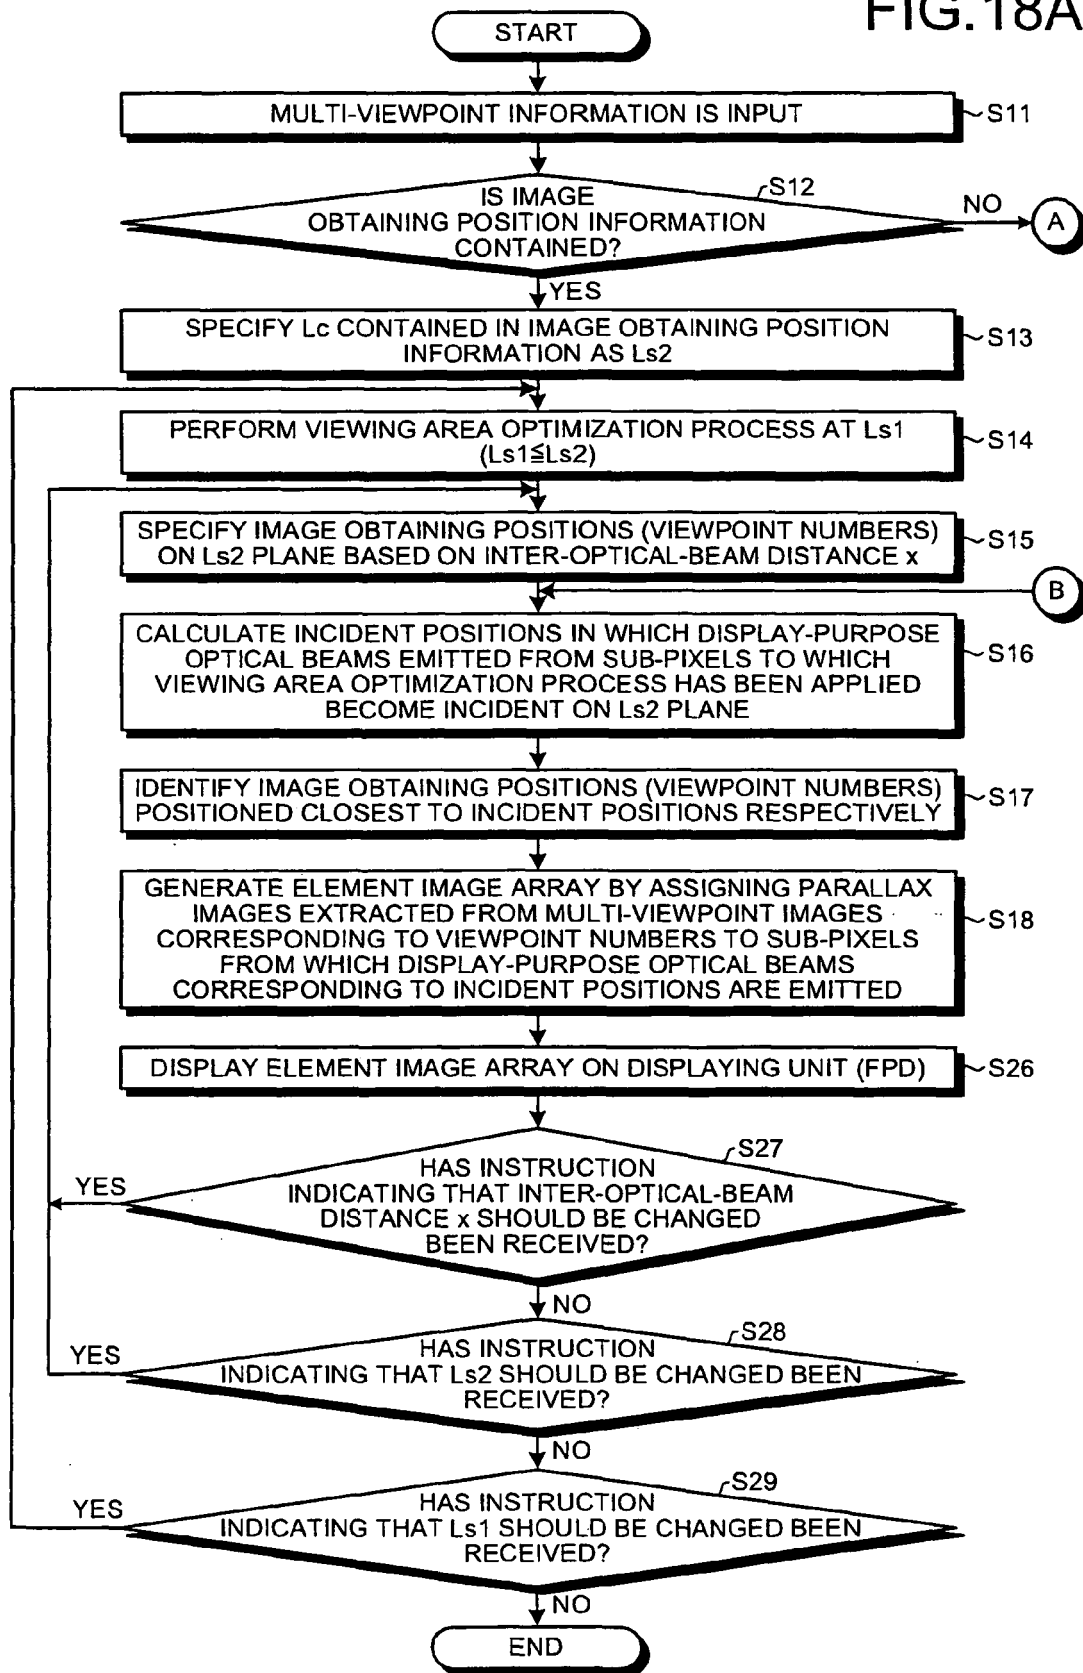 FIG.18A
START
MULTI-VIEWPOINT INFORMATION IS INPUT
S11
S12
IS IMAGE
OBTAINING POSITION INFORMATION
CONTAINED?
NO
A
YES
SPECIFY Lc CONTAINED IN IMAGE OBTAINING POSITION
INFORMATION AS Ls2
S13
PERFORM VIEWING AREA OPTIMIZATION PROCESS AT Ls1
(Ls1≦Ls2)
S14
SPECIFY IMAGE OBTAINING POSITIONS (VIEWPOINT NUMBERS)
ON Ls2 PLANE BASED ON INTER-OPTICAL-BEAM DISTANCE x
S15
B
CALCULATE INCIDENT POSITIONS IN WHICH DISPLAY-PURPOSE
OPTICAL BEAMS EMITTED FROM SUB-PIXELS TO WHICH
VIEWING AREA OPTIMIZATION PROCESS HAS BEEN APPLIED
BECOME INCIDENT ON Ls2 PLANE
S16
IDENTIFY IMAGE OBTAINING POSITIONS (VIEWPOINT NUMBERS)
POSITIONED CLOSEST TO INCIDENT POSITIONS RESPECTIVELY
S17
GENERATE ELEMENT IMAGE ARRAY BY ASSIGNING PARALLAX
IMAGES EXTRACTED FROM MULTI-VIEWPOINT IMAGES
CORRESPONDING TO VIEWPOINT NUMBERS TO SUB-PIXELS
FROM WHICH DISPLAY-PURPOSE OPTICAL BEAMS
CORRESPONDING TO INCIDENT POSITIONS ARE EMITTED
S18
DISPLAY ELEMENT IMAGE ARRAY ON DISPLAYING UNIT (FPD)
S26
S27
HAS INSTRUCTION
INDICATING THAT INTER-OPTICAL-BEAM
DISTANCE x SHOULD BE CHANGED
BEEN RECEIVED?
YES
NO
S28
HAS INSTRUCTION
INDICATING THAT Ls2 SHOULD BE CHANGED BEEN
RECEIVED?
YES
NO
S29
HAS INSTRUCTION
INDICATING THAT Ls1 SHOULD BE CHANGED BEEN
RECEIVED?
YES
NO
END